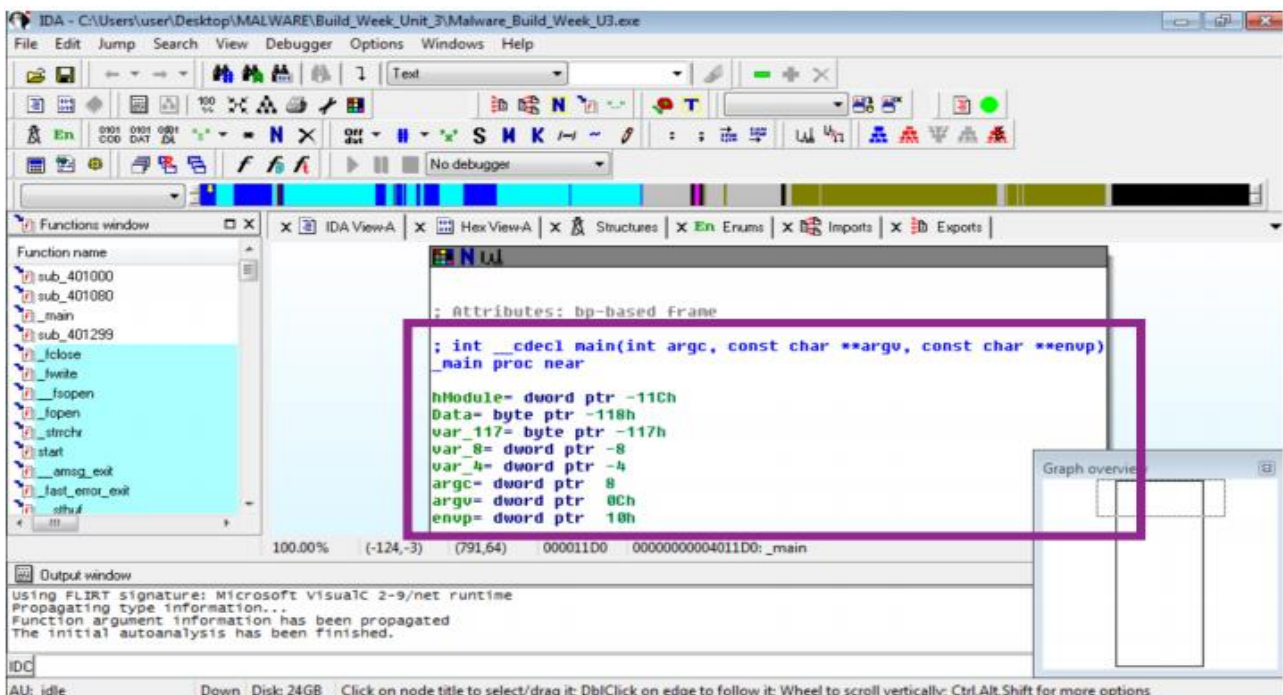 IDA - C:\Users\user\Desktop\MALWARE\Build_Week_Unit_3\Malware_Build_Week_U3.exe
File Edit Jump Search View Debugger Options Windows Help
Text
No debugger
Functions window
IDA View-A
Hex View-A
Structures
En Enums
Imports
Exports
Function name
sub_401000
sub_401080
_main
sub_401299
_fclose
_fwrite
__fsopen
_fopen
_strrchr
start
__amsg_exit
_fast_error_exit
__stbuf
; Attributes: bp-based frame
; int __cdecl main(int argc, const char **argv, const char **envp)
_main proc near
hModule= dword ptr -11Ch
Data= byte ptr -118h
var_117= byte ptr -117h
var_8= dword ptr -8
var_4= dword ptr -4
argc= dword ptr 8
argv= dword ptr 0Ch
envp= dword ptr 10h
Graph overview
100.00% (-124,-3) (791,64) 000011D0 00000000004011D0: _main
Output window
Using FLIRT signature: Microsoft VisualC 2-9/net runtime
Propagating type information...
Function argument information has been propagated
The initial autoanalysis has been finished.
IDC
AU: idle Down Disk: 24GB Click on node title to select/drag it; DblClick on edge to follow it; Wheel to scroll vertically; Ctrl,Alt,Shift for more options